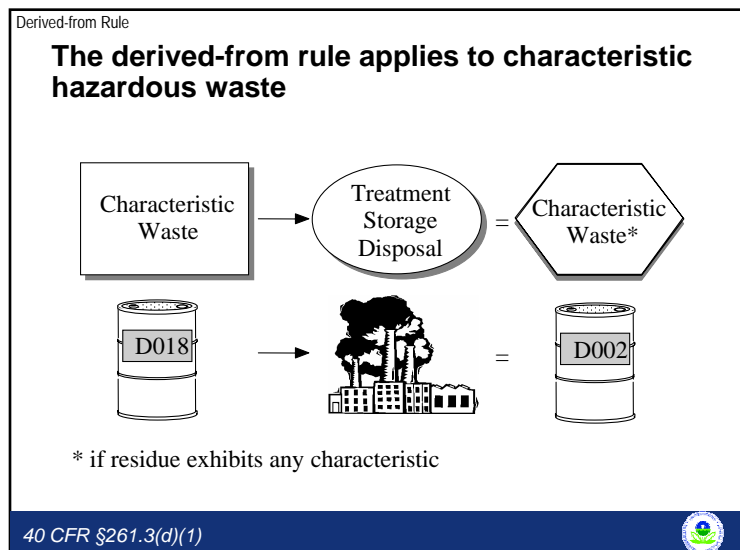 Derived-from Rule
The derived-from rule applies to characteristic
hazardous waste
Characteristic
Waste
Treatment
Storage
Disposal
=
Characteristic
Waste*
D018
=
D002
* if residue exhibits any characteristic
40 CFR §261.3(d)(1)